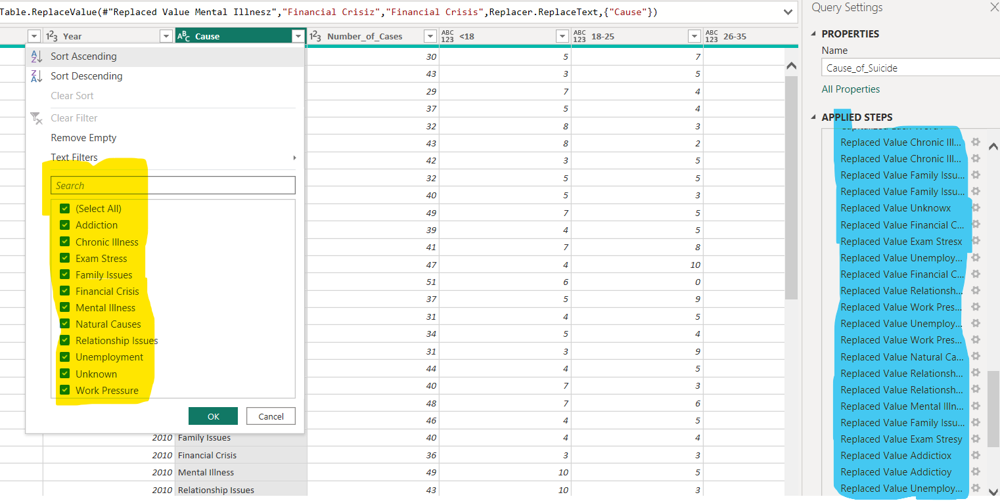 Table.ReplaceValue(#"Replaced Value Mental Illnesz","Financial Crisiz","Financial Crisis",Replacer.ReplaceText,{"Cause"})
1²3 Year
ABC Cause
1²3 Number_of_Cases
ABC 123 <18
ABC 123 18-25
ABC 123 26-35
Sort Ascending
Sort Descending
Clear Sort
Clear Filter
Remove Empty
Text Filters
Search
(Select All)
Addiction
Chronic Illness
Exam Stress
Family Issues
Financial Crisis
Mental Illness
Natural Causes
Relationship Issues
Unemployment
Unknown
Work Pressure
OK Cancel
30 5 7
43 3 5
29 7 4
37 5 4
32 8 3
43 8 2
42 3 5
32 5 5
40 5 3
49 7 5
39 4 5
41 7 8
47 4 10
51 6 0
37 5 9
31 4 5
34 5 4
31 3 9
44 4 5
40 7 3
48 7 6
46 4 5
2010 Family Issues 40 4 4
2010 Financial Crisis 36 3 3
2010 Mental Illness 49 10 5
2010 Relationship Issues 43 10 3
Query Settings
PROPERTIES
Name
Cause_of_Suicide
All Properties
APPLIED STEPS
Replaced Value Chronic Ill...
Replaced Value Chronic Ill...
Replaced Value Family Issu...
Replaced Value Family Issu...
Replaced Value Unknowx
Replaced Value Financial C...
Replaced Value Exam Stresx
Replaced Value Unemploy...
Replaced Value Financial C...
Replaced Value Relationsh...
Replaced Value Work Pres...
Replaced Value Unemploy...
Replaced Value Work Pres...
Replaced Value Natural Ca...
Replaced Value Relationsh...
Replaced Value Relationsh...
Replaced Value Mental Illn...
Replaced Value Family Issu...
Replaced Value Exam Stresy
Replaced Value Addictiox
Replaced Value Addictioy
Replaced Value Unemploy...